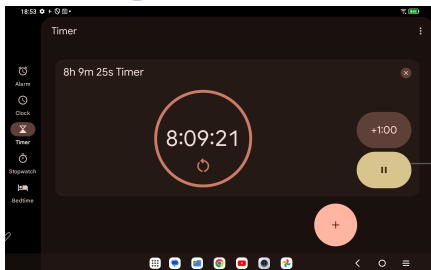 18:53
Timer
8h 9m 25s Timer
8:09:21
+1:00
Alarm
Clock
Timer
Stopwatch
Bedtime